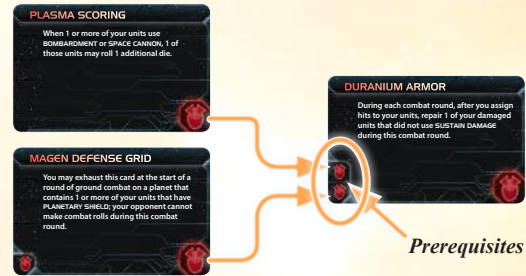 PLASMA SCORING
When 1 or more of your units use
BOMBARDMENT or SPACE CANNON, 1 of
those units may roll 1 additional die.
MAGEN DEFENSE GRID
You may exhaust this card at the start of a
round of ground combat on a planet that
contains 1 or more of your units that have
PLANETARY SHIELD; your opponent cannot
make combat rolls during this combat
round.
DURANIUM ARMOR
During each combat round, after you assign
hits to your units, repair 1 of your damaged
units that did not use SUSTAIN DAMAGE
during this combat round.
Prerequisites